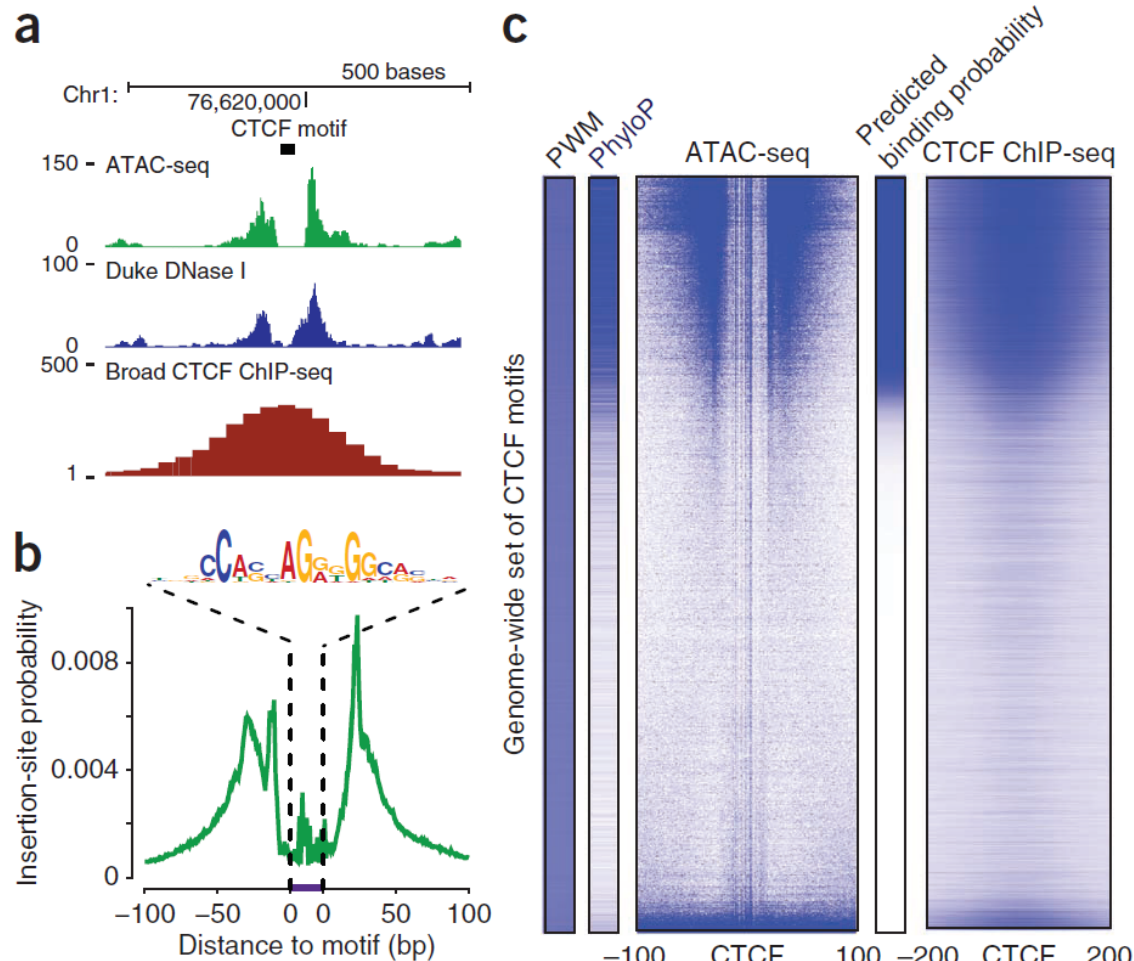 a
500 bases
Chr1:
76,620,000
CTCF motif
150
ATAC-seq
0
100
Duke DNase I
0
500
Broad CTCF ChIP-seq
1
b
0.008
0.004
0
Insertion-site probability
−100 −50 0 0 50 100
Distance to motif (bp)
c
PWM
PhyloP
ATAC-seq
Predicted
binding probability
CTCF ChIP-seq
Genome-wide set of CTCF motifs
−100 CTCF 100
−200 CTCF 200